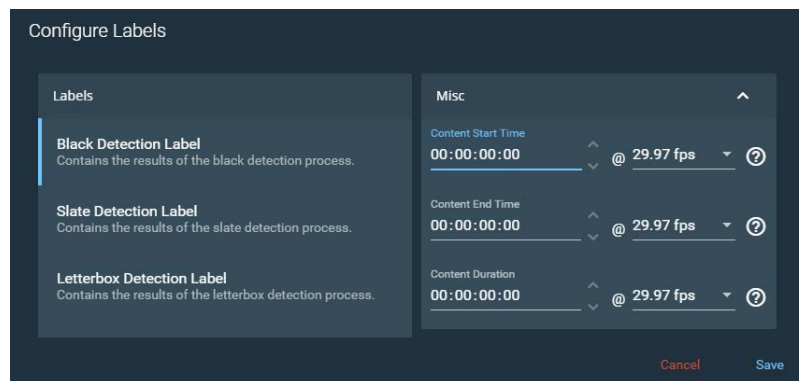 Configure Labels
Labels
Black Detection Label
Contains the results of the black detection process.
Slate Detection Label
Contains the results of the slate detection process.
Letterbox Detection Label
Contains the results of the letterbox detection process.
Misc
Content Start Time
00:00:00:00 @ 29.97 fps ?
Content End Time
00:00:00:00 @ 29.97 fps ?
Content Duration
00:00:00:00 @ 29.97 fps ?
Cancel Save